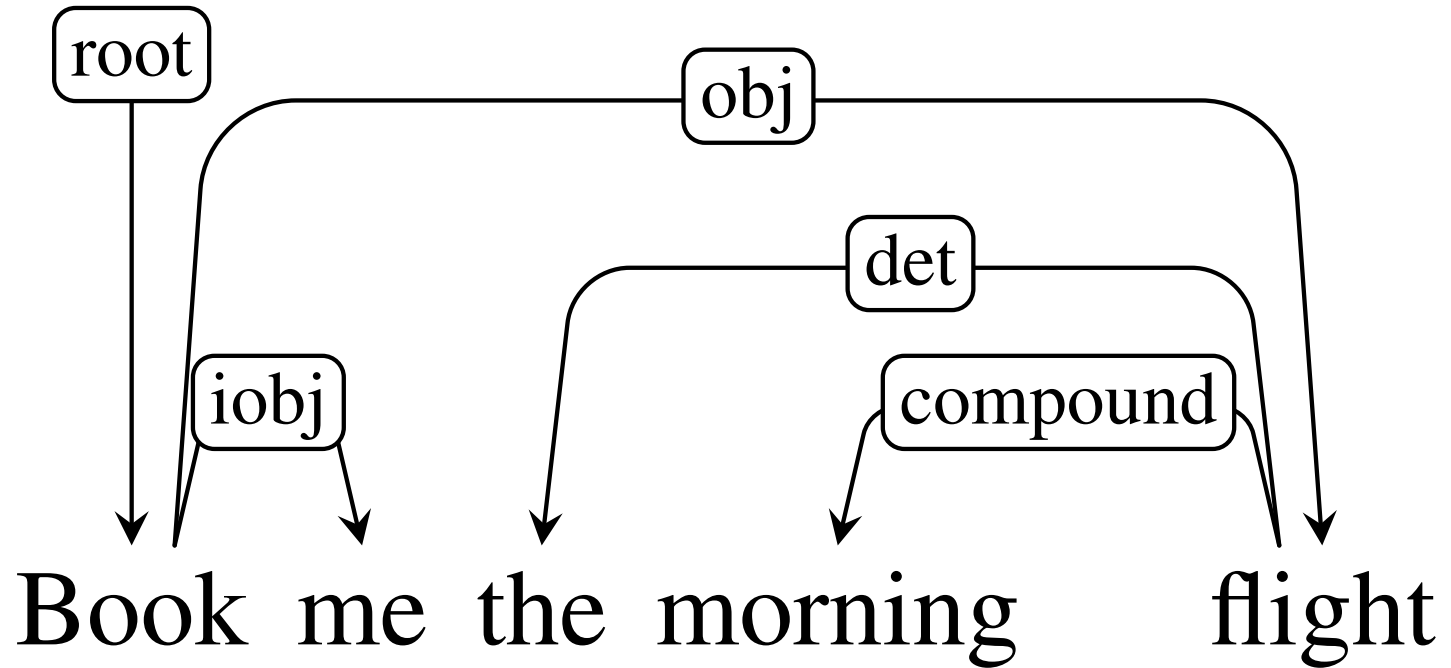 root
obj
det
iobj
compound
Book me the morning flight